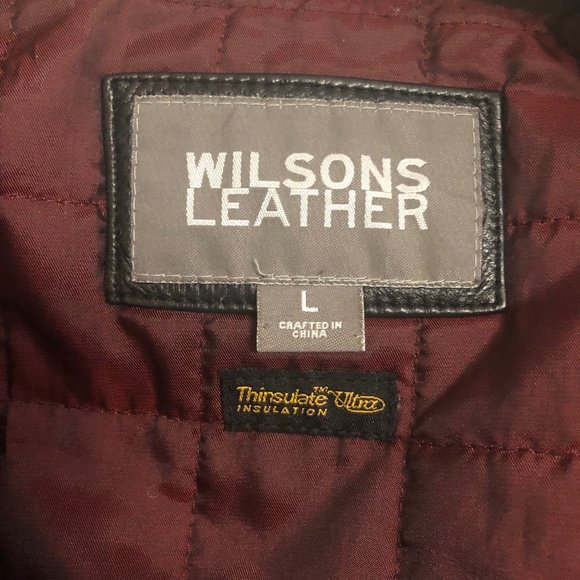 WILSONS
LEATHER
L
CRAFTED IN
CHINA
Thinsulate™ Ultra
INSULATION